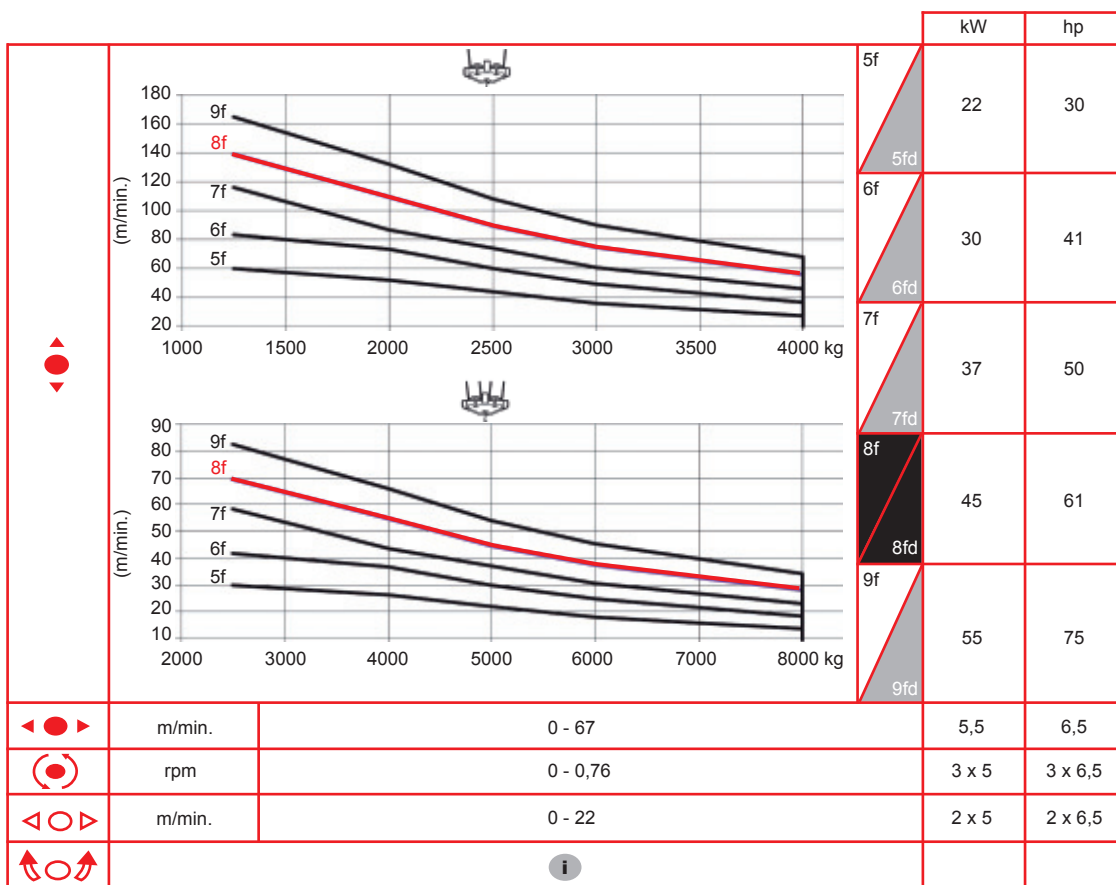 kW hp
180
160
140
120
100
80
60
40
20
(m/min.)
9f
8f
7f
6f
5f
1000 1500 2000 2500 3000 3500 4000 kg
90
80
70
60
50
40
30
20
10
(m/min.)
9f
8f
7f
6f
5f
2000 3000 4000 5000 6000 7000 8000 kg
5f
5fd
22 30
6f
6fd
30 41
7f
7fd
37 50
8f
8fd
45 61
9f
9fd
55 75
m/min. 0 - 67 5,5 6,5
rpm 0 - 0,76 3 x 5 3 x 6,5
m/min. 0 - 22 2 x 5 2 x 6,5
i